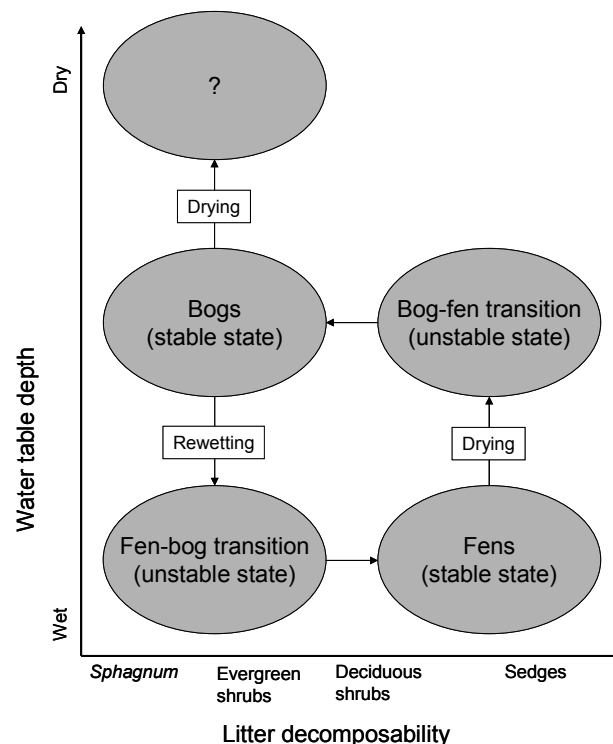 Dry
?
Drying
Bogs
(stable state)
Bog-fen transition
(unstable state)
Water table depth
Rewetting
Drying
Fen-bog transition
(unstable state)
Fens
(stable state)
Wet
Sphagnum
Evergreen
shrubs
Deciduous
shrubs
Sedges
Litter decomposability